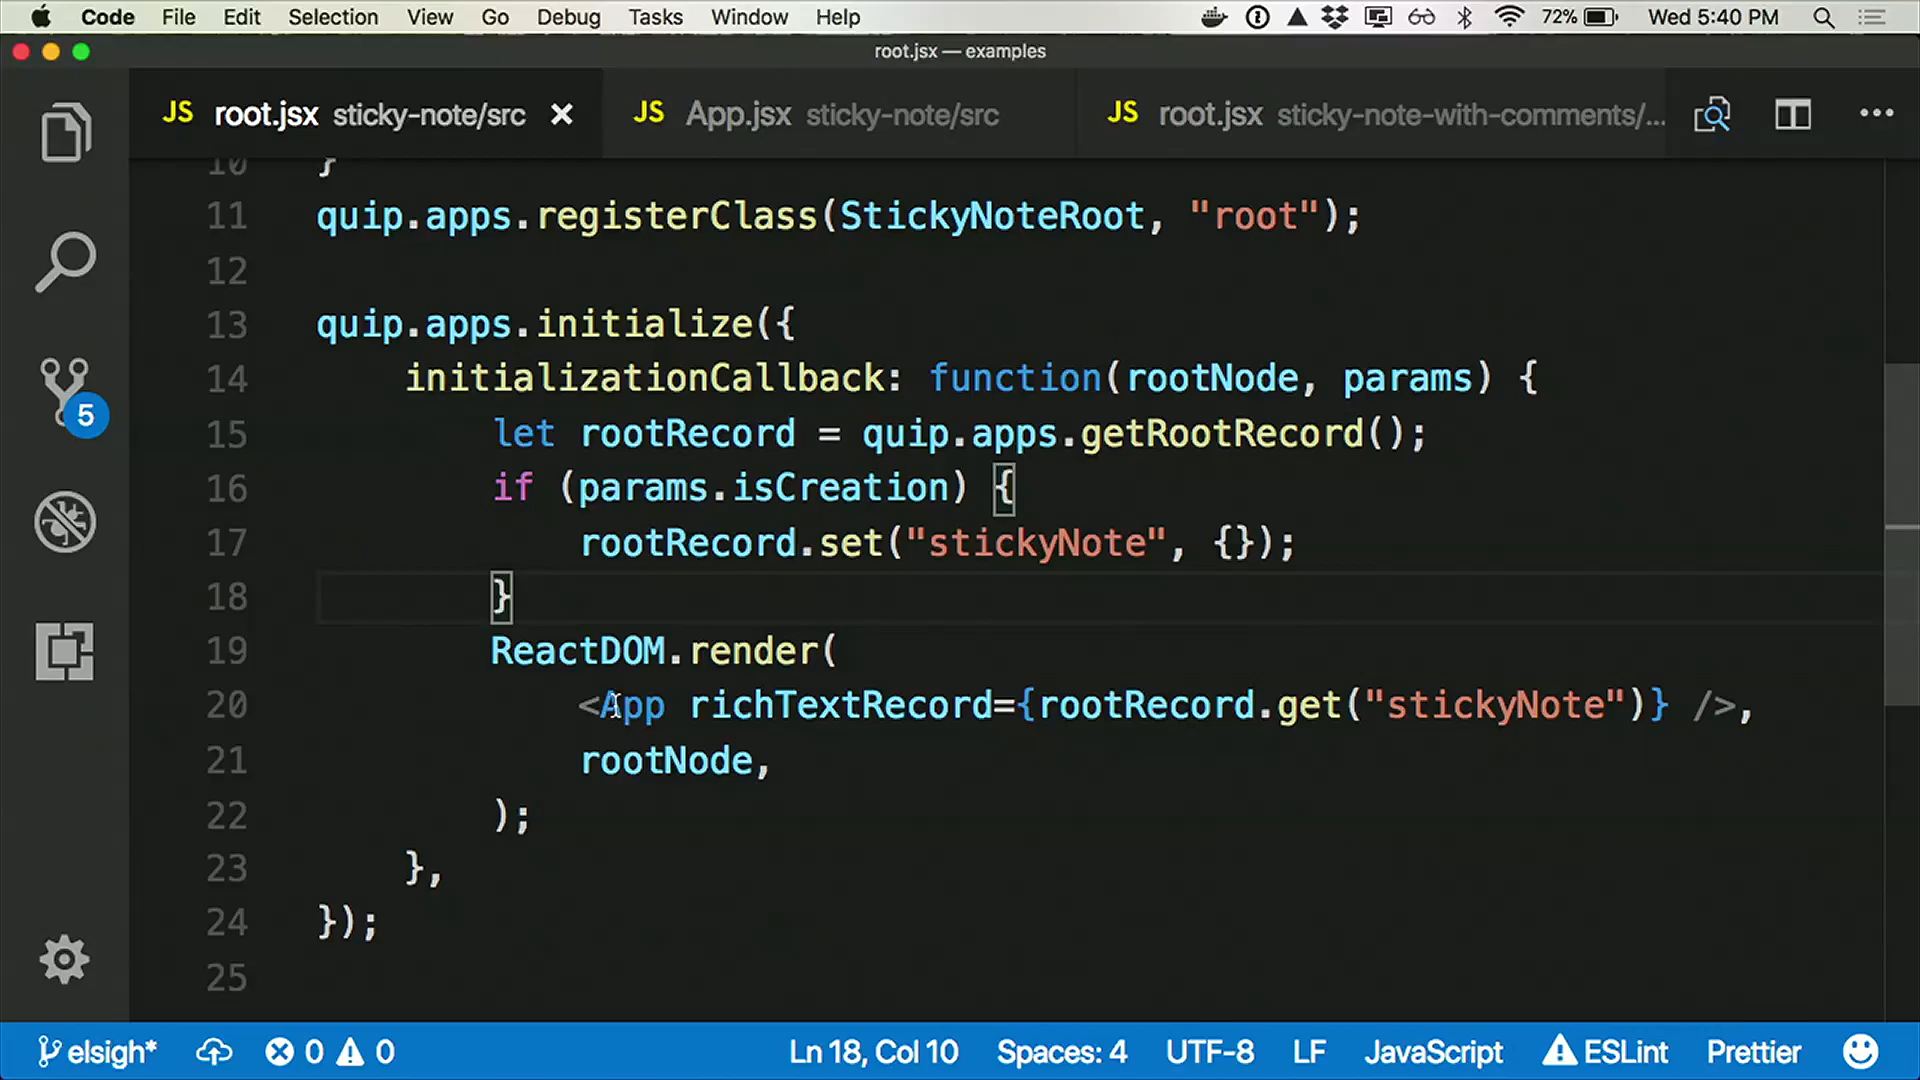 Code File Edit Selection View Go Debug Tasks Window Help 72% Wed 5:40 PM
root.jsx — examples
JS root.jsx sticky-note/src JS App.jsx sticky-note/src JS root.jsx sticky-note-with-comments/...
10 }
11 quip.apps.registerClass(StickyNoteRoot, "root");
12
13 quip.apps.initialize({
14 initializationCallback: function(rootNode, params) {
15 let rootRecord = quip.apps.getRootRecord();
16 if (params.isCreation) {
17 rootRecord.set("stickyNote", {});
18 }
19 ReactDOM.render(
20 <App richTextRecord={rootRecord.get("stickyNote")} />,
21 rootNode,
22 );
23 },
24 });
25
5
elsigh* 0 0 Ln 18, Col 10 Spaces: 4 UTF-8 LF JavaScript ESLint Prettier